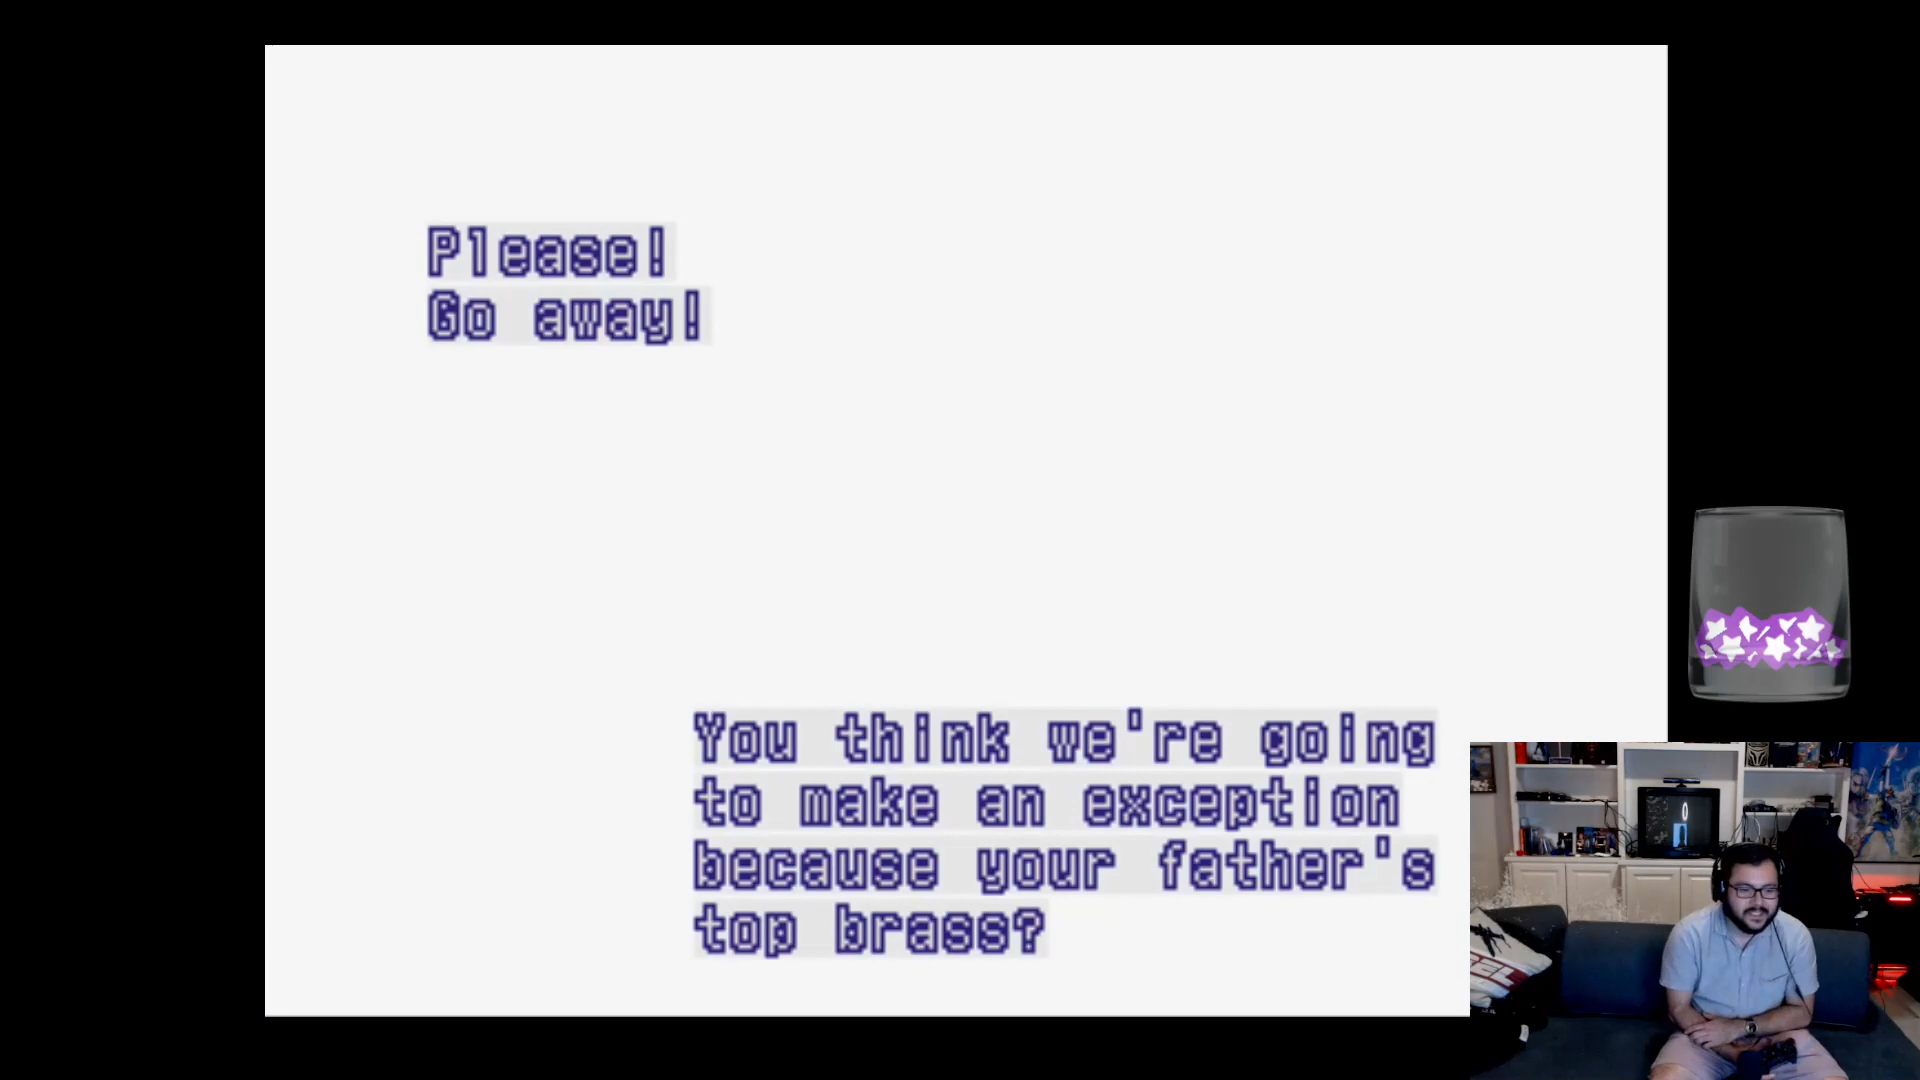 Please!
Go away!
You think we're going
to make an exception
because your father's
top brass?